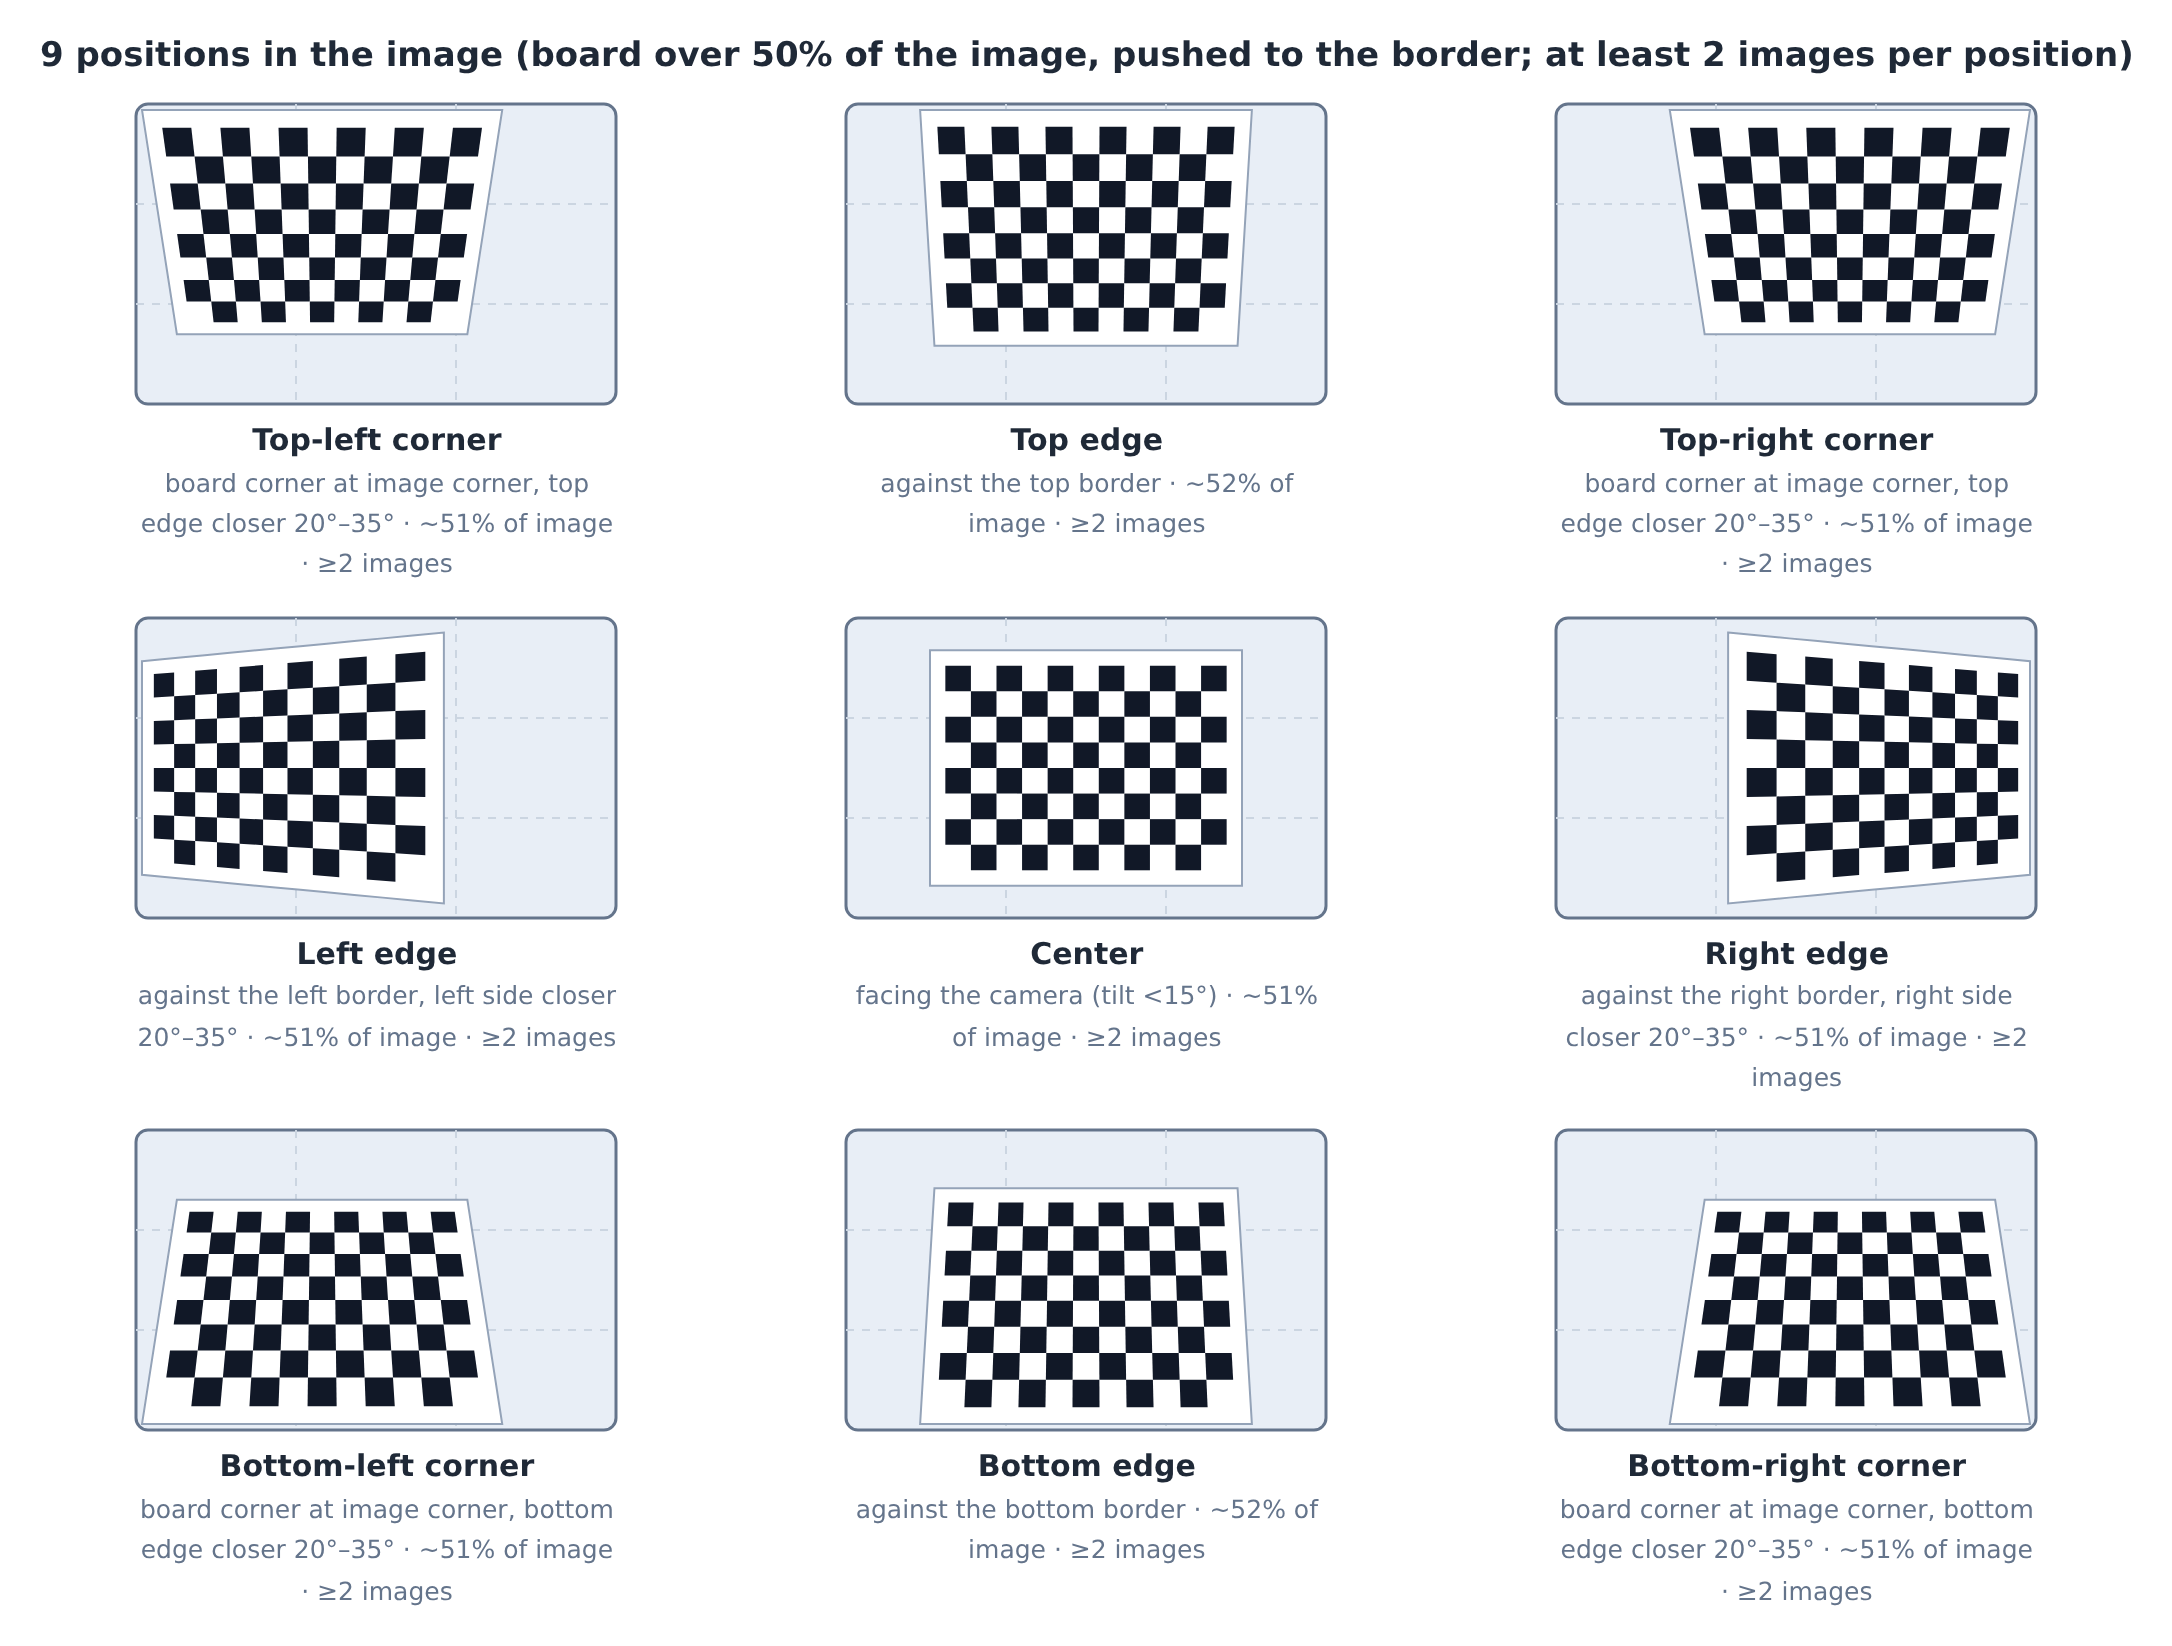 9 positions in the image (board over 50% of the image, pushed to the border; at least 2 images per position)
Top-left corner
board corner at image corner, top
edge closer 20°–35° · ~51% of image
· ≥2 images
Top edge
against the top border · ~52% of
image · ≥2 images
Top-right corner
board corner at image corner, top
edge closer 20°–35° · ~51% of image
· ≥2 images
Left edge
against the left border, left side closer
20°–35° · ~51% of image · ≥2 images
Center
facing the camera (tilt <15°) · ~51%
of image · ≥2 images
Right edge
against the right border, right side
closer 20°–35° · ~51% of image · ≥2
images
Bottom-left corner
board corner at image corner, bottom
edge closer 20°–35° · ~51% of image
· ≥2 images
Bottom edge
against the bottom border · ~52% of
image · ≥2 images
Bottom-right corner
board corner at image corner, bottom
edge closer 20°–35° · ~51% of image
· ≥2 images